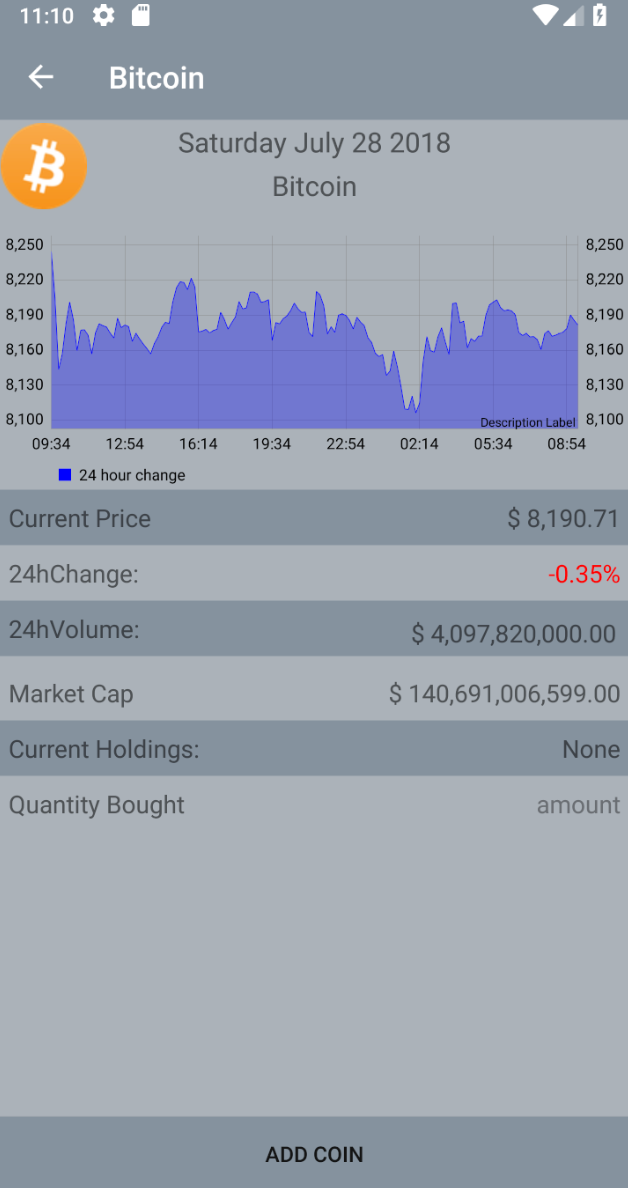 11:10
Bitcoin
Saturday July 28 2018
Bitcoin
8,250 8,250
8,220 8,220
8,190 8,190
8,160 8,160
8,130 8,130
8,100 8,100
Description Label
09:34 12:54 16:14 19:34 22:54 02:14 05:34 08:54
24 hour change
Current Price $ 8,190.71
24hChange: -0.35%
24hVolume: $ 4,097,820,000.00
Market Cap $ 140,691,006,599.00
Current Holdings: None
Quantity Bought amount
ADD COIN